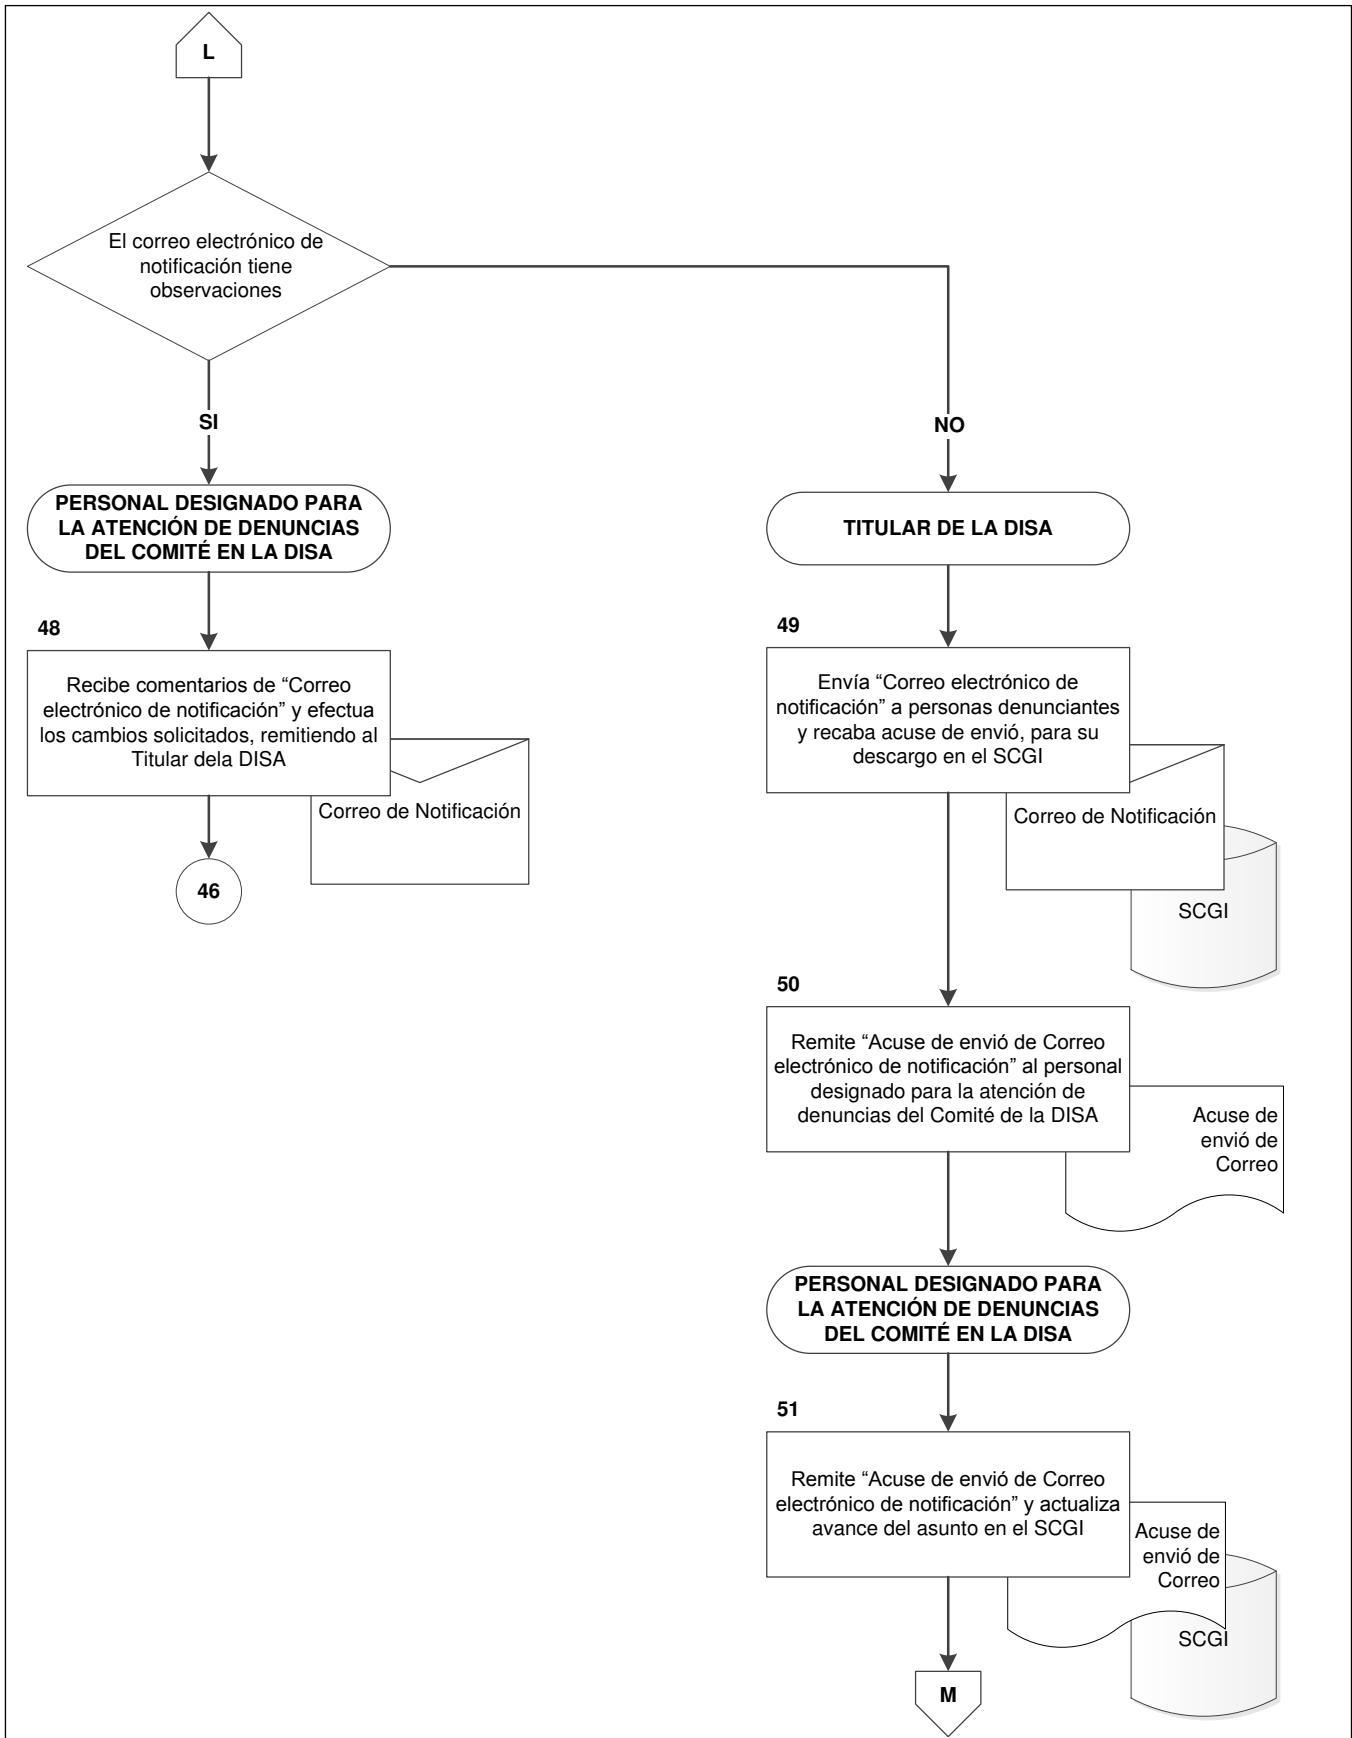 L
El correo electrónico de
notificación tiene
observaciones
SI
NO
PERSONAL DESIGNADO PARA
LA ATENCIÓN DE DENUNCIAS
DEL COMITÉ EN LA DISA
48
Recibe comentarios de “Correo
electrónico de notificación” y efectua
los cambios solicitados, remitiendo al
Titular dela DISA
Correo de Notificación
46
TITULAR DE LA DISA
49
Envía “Correo electrónico de
notificación” a personas denunciantes
y recaba acuse de envió, para su
descargo en el SCGI
Correo de Notificación
SCGI
50
Remite “Acuse de envió de Correo
electrónico de notificación” al personal
designado para la atención de
denuncias del Comité de la DISA
Acuse de
envió de
Correo
PERSONAL DESIGNADO PARA
LA ATENCIÓN DE DENUNCIAS
DEL COMITÉ EN LA DISA
51
Remite “Acuse de envió de Correo
electrónico de notificación” y actualiza
avance del asunto en el SCGI
Acuse de
envió de
Correo
SCGI
M